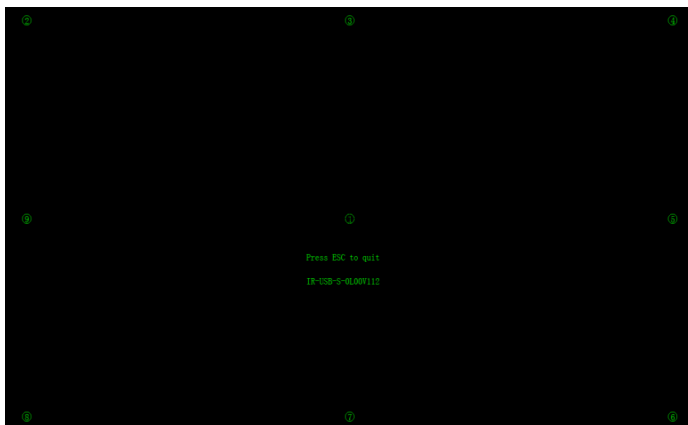 ② ③ ④
⑨ ① ⑤
Press ESC to quit
IR-USB-S-0L00V112
⑧ ⑦ ⑥